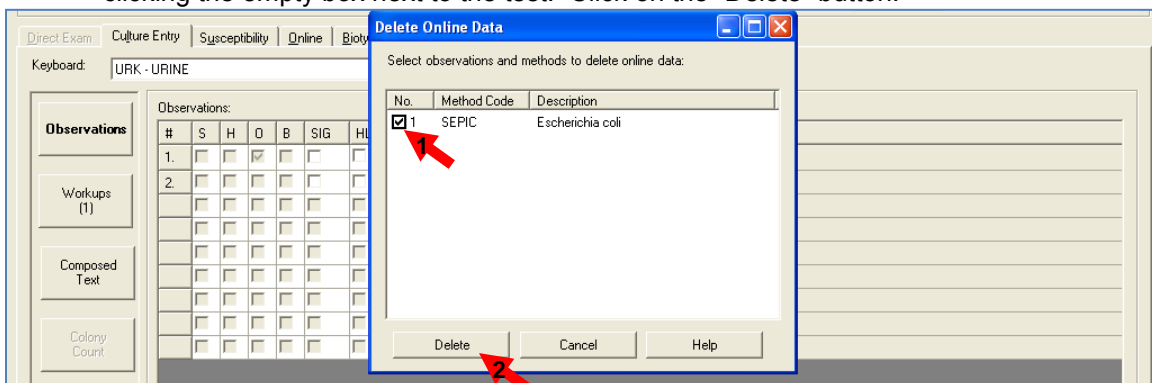 clicking the empty box next to the test. Click on the "Delete" button.
Direct Exam Culture Entry Susceptibility Online
Keyboard: URK - URINE
Observations
Workups
(1)
Composed
Text
Colony
Count
Observations:
# S H O B SIG
1.
2.
Delete Online Data
Select observations and methods to delete online data:
No. Method Code Description
1 SEPIC Escherichia coli
1
Delete Cancel Help
2